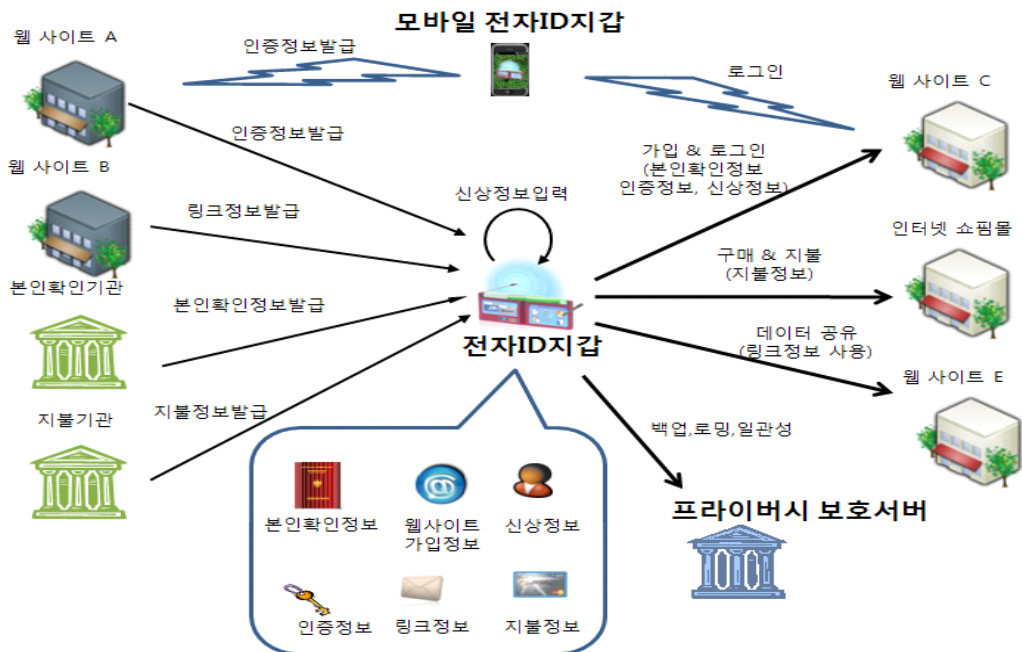 모바일 전자ID지갑
웹 사이트 A
인증정보발급
로그인
웹 사이트 C
인증정보발급
가입 & 로그인
(본인확인정보
인증정보, 신상정보)
웹 사이트 B
신상정보입력
링크정보발급
인터넷 쇼핑몰
구매 & 지불
(지불정보)
본인확인기관
본인확인정보발급
전자ID지갑
데이터 공유
(링크정보 사용)
웹 사이트 E
지불기관
지불정보발급
백업,로밍,일관성
프라이버시 보호서버
본인확인정보
웹사이트
가입정보
신상정보
인증정보
링크정보
지불정보